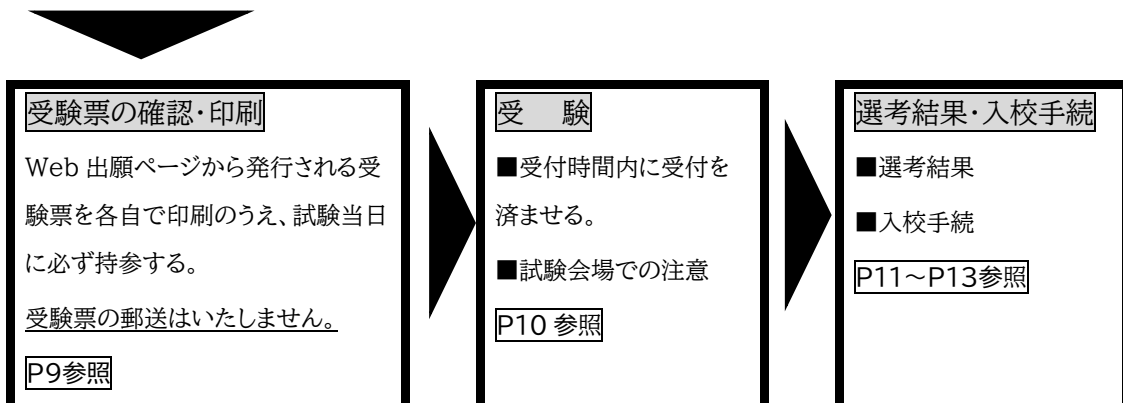 受験票の確認・印刷
Web 出願ページから発行される受
験票を各自で印刷のうえ、試験当日
に必ず持参する。
受験票の郵送はいたしません。
P9参照
受　験
■受付時間内に受付を
済ませる。
■試験会場での注意
P10 参照
選考結果・入校手続
■選考結果
■入校手続
P11～P13参照